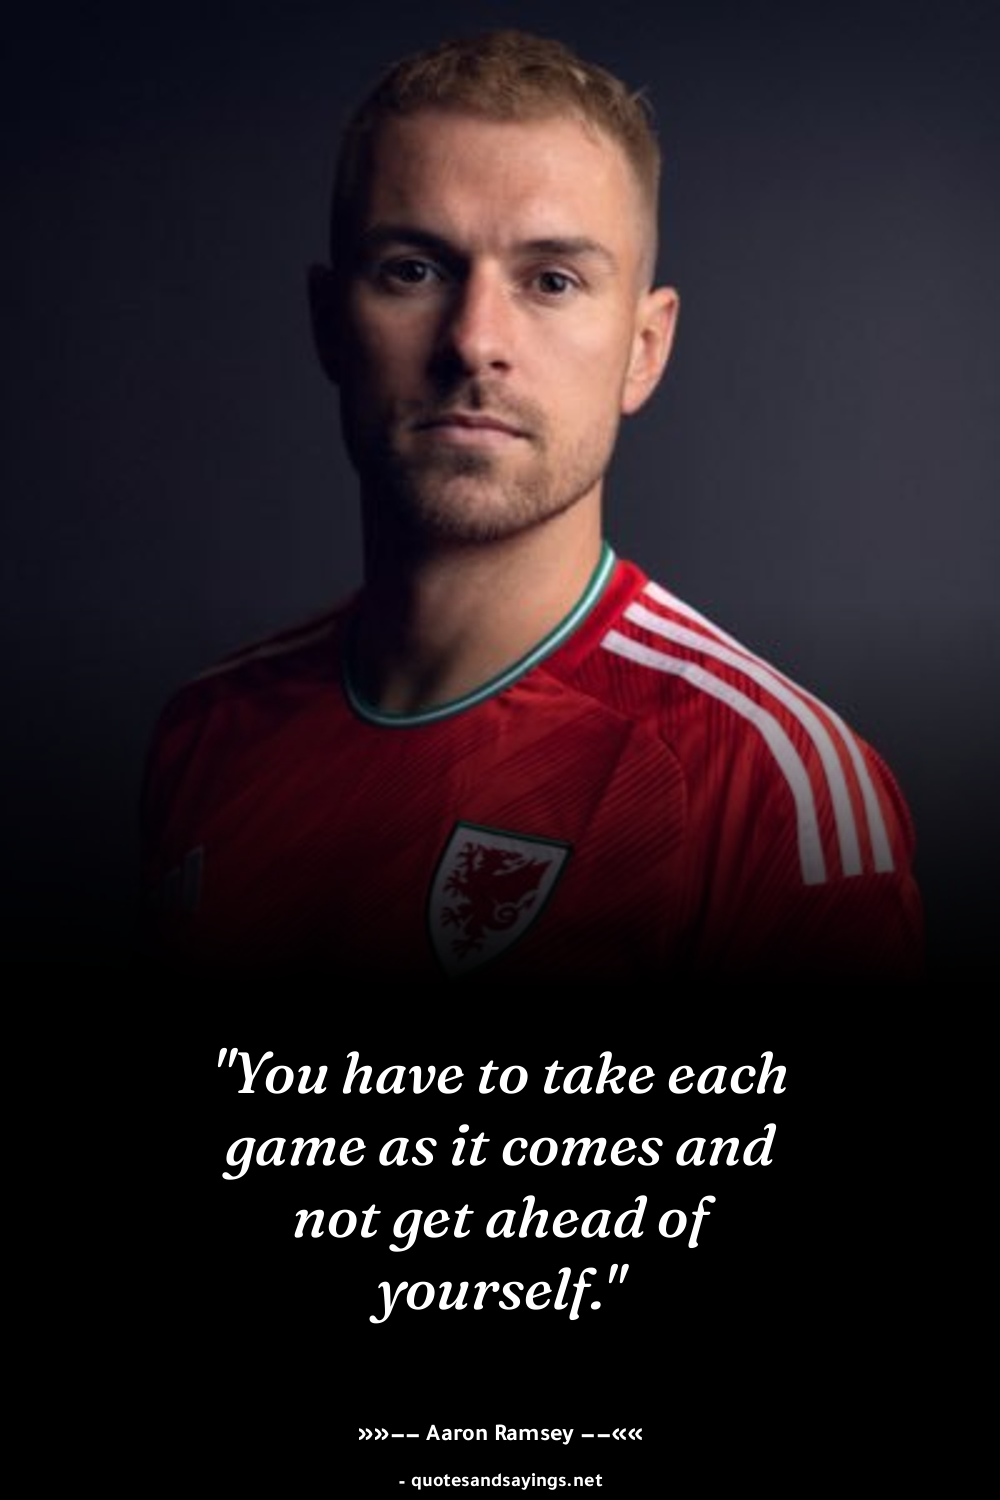 "You have to take each
game as it comes and
not get ahead of
yourself."
»»–– Aaron Ramsey ––««
- quotesandsayings.net